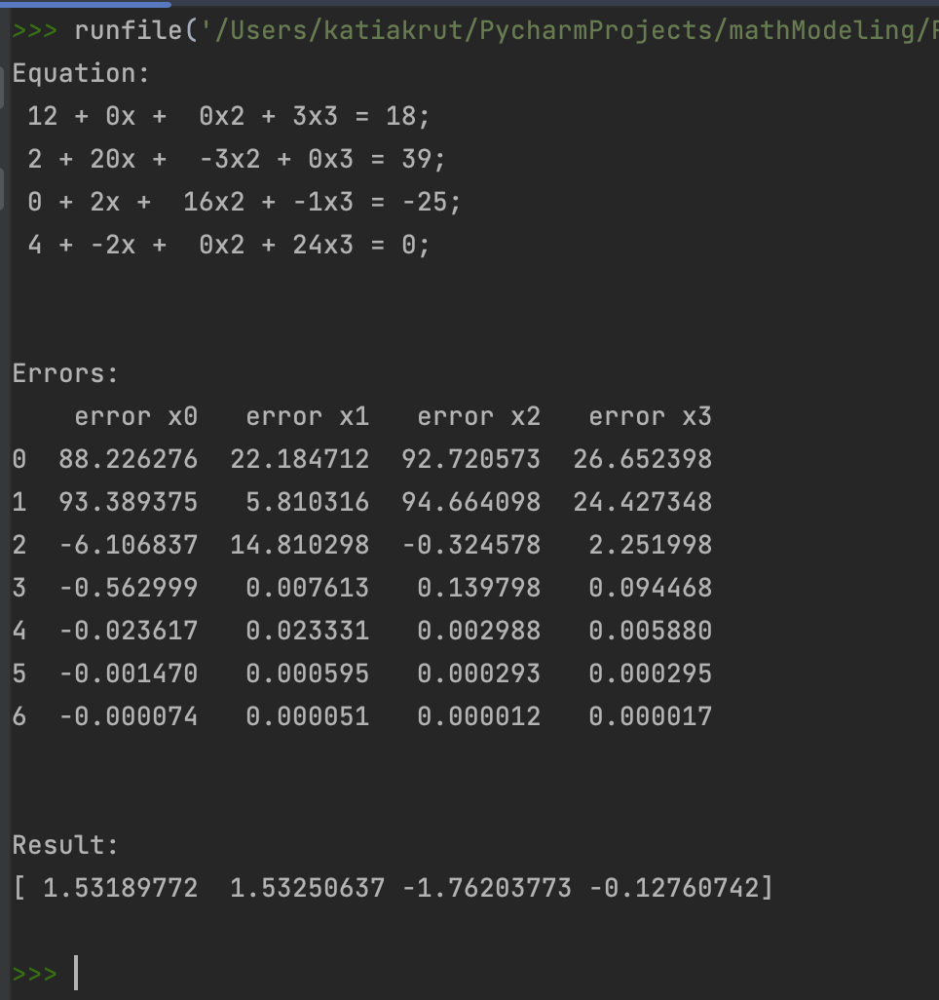 >>> runfile('/Users/katiakrut/PycharmProjects/mathModeling/
Equation:
12 + 0x +  0x2 + 3x3 = 18;
2 + 20x +  -3x2 + 0x3 = 39;
0 + 2x +  16x2 + -1x3 = -25;
4 + -2x +  0x2 + 24x3 = 0;
Errors:
error x0   error x1   error x2   error x3
0  88.226276  22.184712  92.720573  26.652398
1  93.389375   5.810316  94.664098  24.427348
2  -6.106837  14.810298  -0.324578   2.251998
3  -0.562999   0.007613   0.139798   0.094468
4  -0.023617   0.023331   0.002988   0.005880
5  -0.001470   0.000595   0.000293   0.000295
6  -0.000074   0.000051   0.000012   0.000017
Result:
[ 1.53189772  1.53250637 -1.76203773 -0.12760742]
>>>